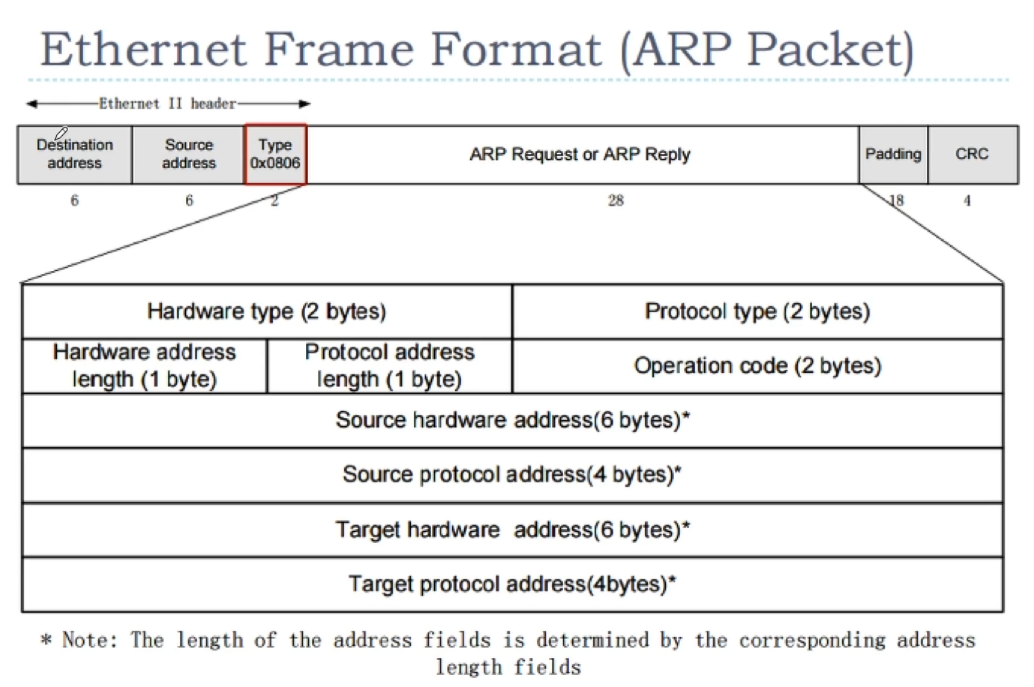 Ethernet Frame Format (ARP Packet)
Ethernet II header
Destination address
Source address
Type 0x0806
ARP Request or ARP Reply
Padding
CRC
6
6
2
28
18
4
Hardware type (2 bytes)
Protocol type (2 bytes)
Hardware address length (1 byte)
Protocol address length (1 byte)
Operation code (2 bytes)
Source hardware address(6 bytes)*
Source protocol address(4 bytes)*
Target hardware address(6 bytes)*
Target protocol address(4bytes)*
* Note: The length of the address fields is determined by the corresponding address
length fields